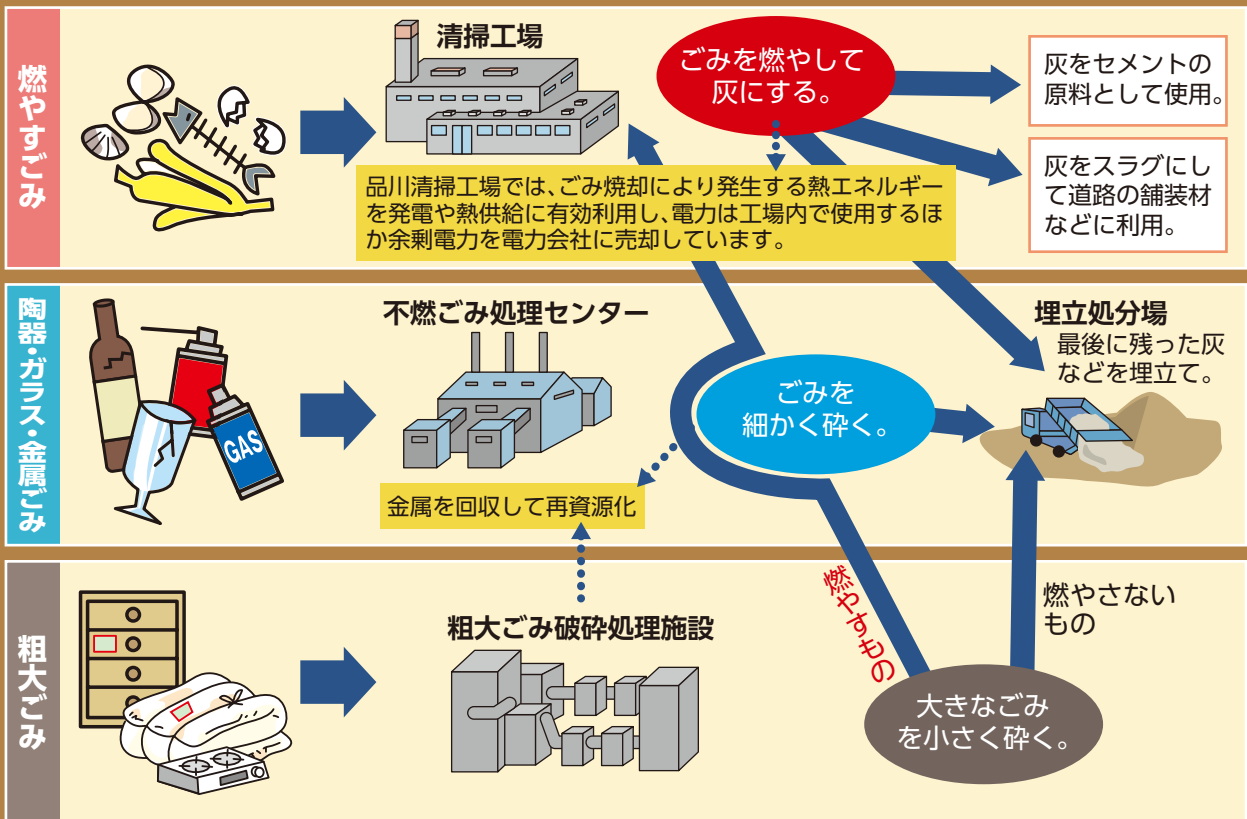 燃やすごみ
清掃工場
ごみを燃やして
灰にする。
灰をセメントの
原料として使用。
灰をスラグにし
て道路の舗装材
などに利用。
品川清掃工場では、ごみ焼却により発生する熱エネルギー
を発電や熱供給に有効利用し、電力は工場内で使用するほ
か余剰電力を電力会社に売却しています。
陶器・ガラス・金属ごみ
GAS
不燃ごみ処理センター
ごみを
細かく砕く。
埋立処分場
最後に残った灰
などを埋立て。
金属を回収して再資源化
粗大ごみ
粗大ごみ破砕処理施設
燃やすもの
燃やさない
もの
大きなごみ
を小さく砕く。